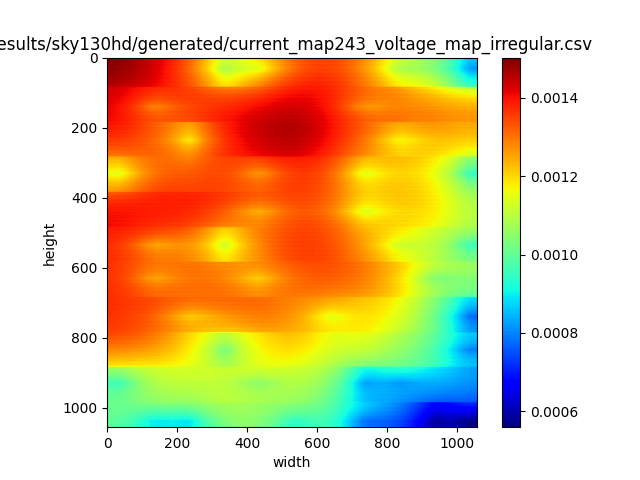 esults/sky130hd/generated/current_map243_voltage_map_irregular.csv
0
200
400
600
800
1000
height
0 200 400 600 800 1000
width
0.0014
0.0012
0.0010
0.0008
0.0006